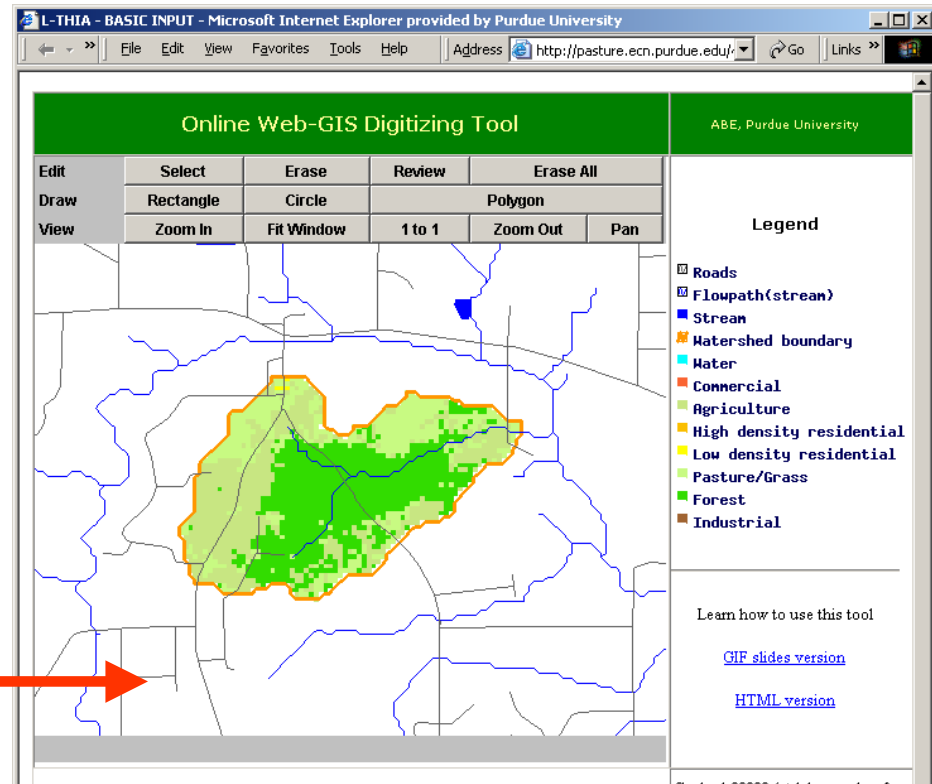 L-THIA - BASIC INPUT - Microsoft Internet Explorer provided by Purdue University
File Edit View Favorites Tools Help Address http://pasture.ecn.purdue.edu/ Go Links »
Online Web-GIS Digitizing Tool
ABE, Purdue University
Edit Select Erase Review Erase All
Draw Rectangle Circle Polygon
View Zoom In Fit Window 1 to 1 Zoom Out Pan
Legend
Roads
Flowpath(stream)
Stream
Watershed boundary
Water
Commercial
Agriculture
High density residential
Low density residential
Pasture/Grass
Forest
Industrial
Learn how to use this tool
GIF slides version
HTML version